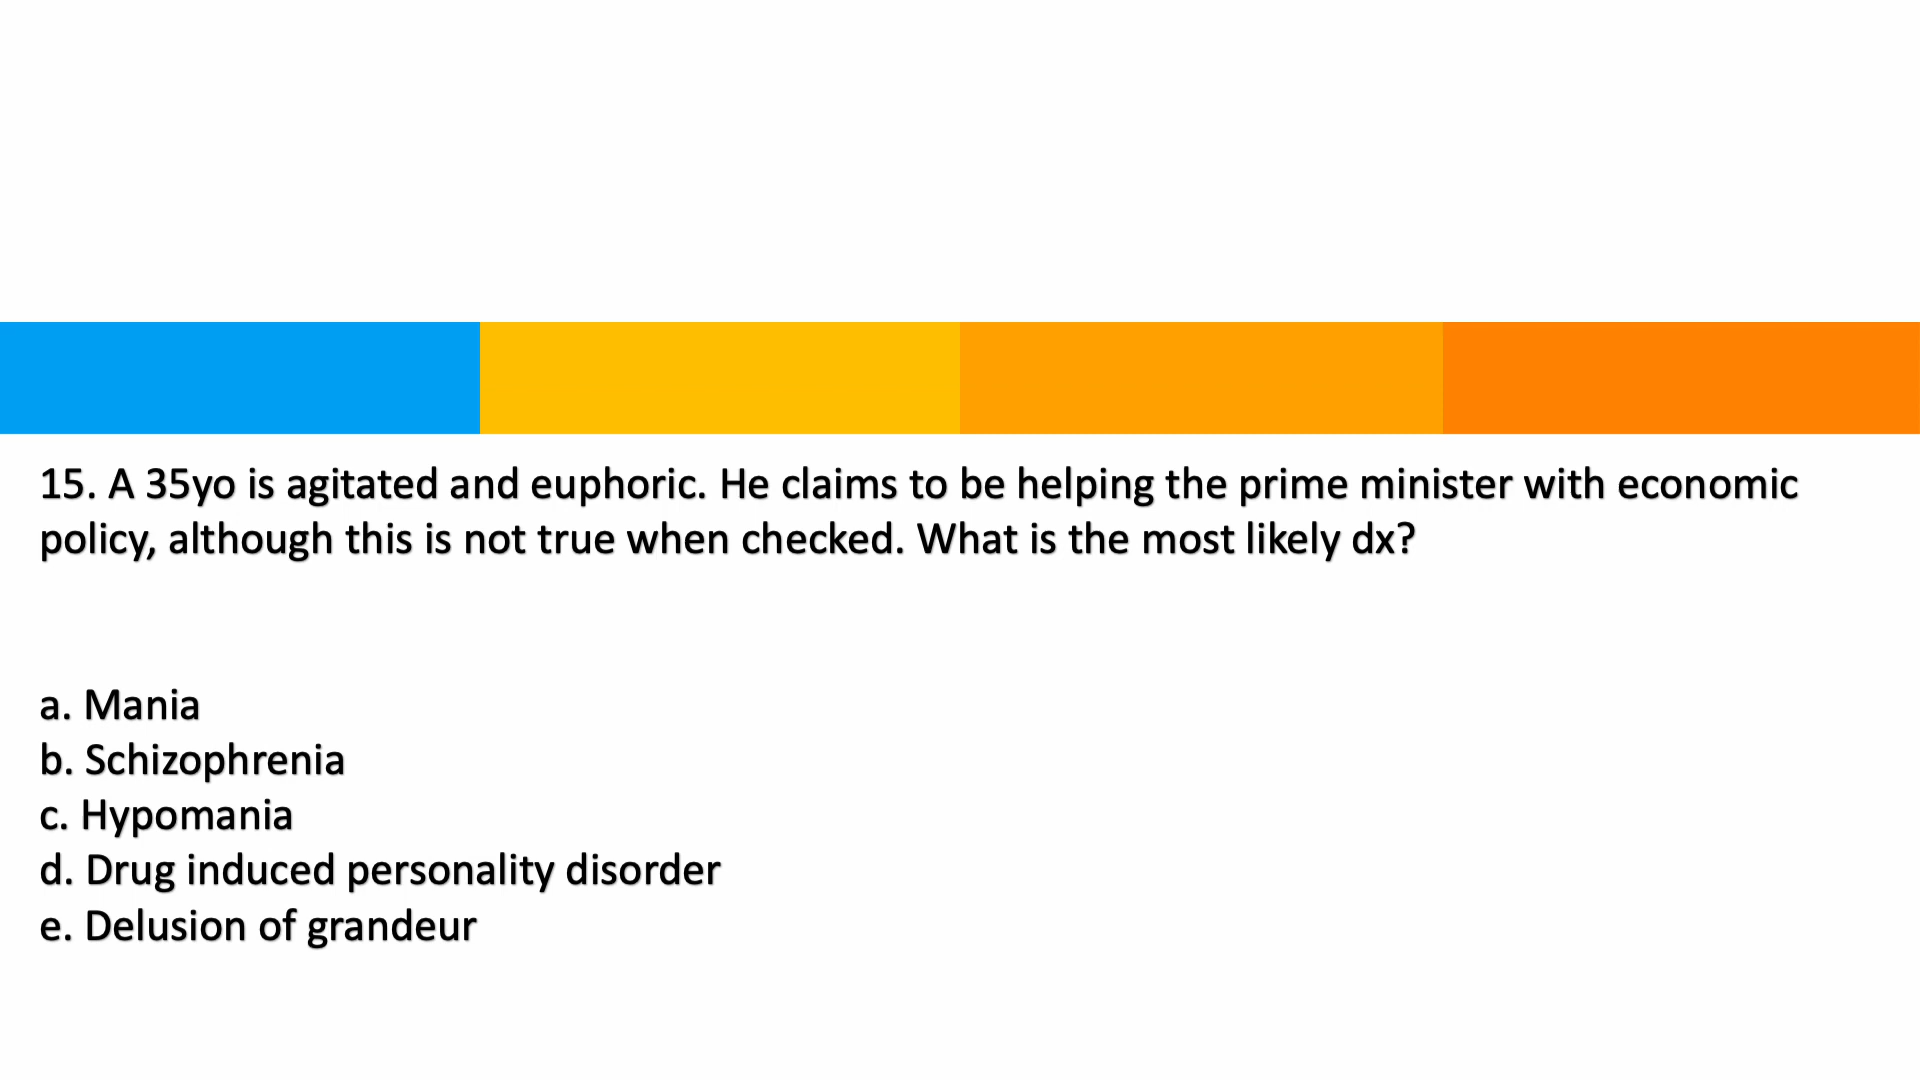 15. A 35yo is agitated and euphoric. He claims to be helping the prime minister with economic
policy, although this is not true when checked. What is the most likely dx?
a. Mania
b. Schizophrenia
c. Hypomania
d. Drug induced personality disorder
e. Delusion of grandeur